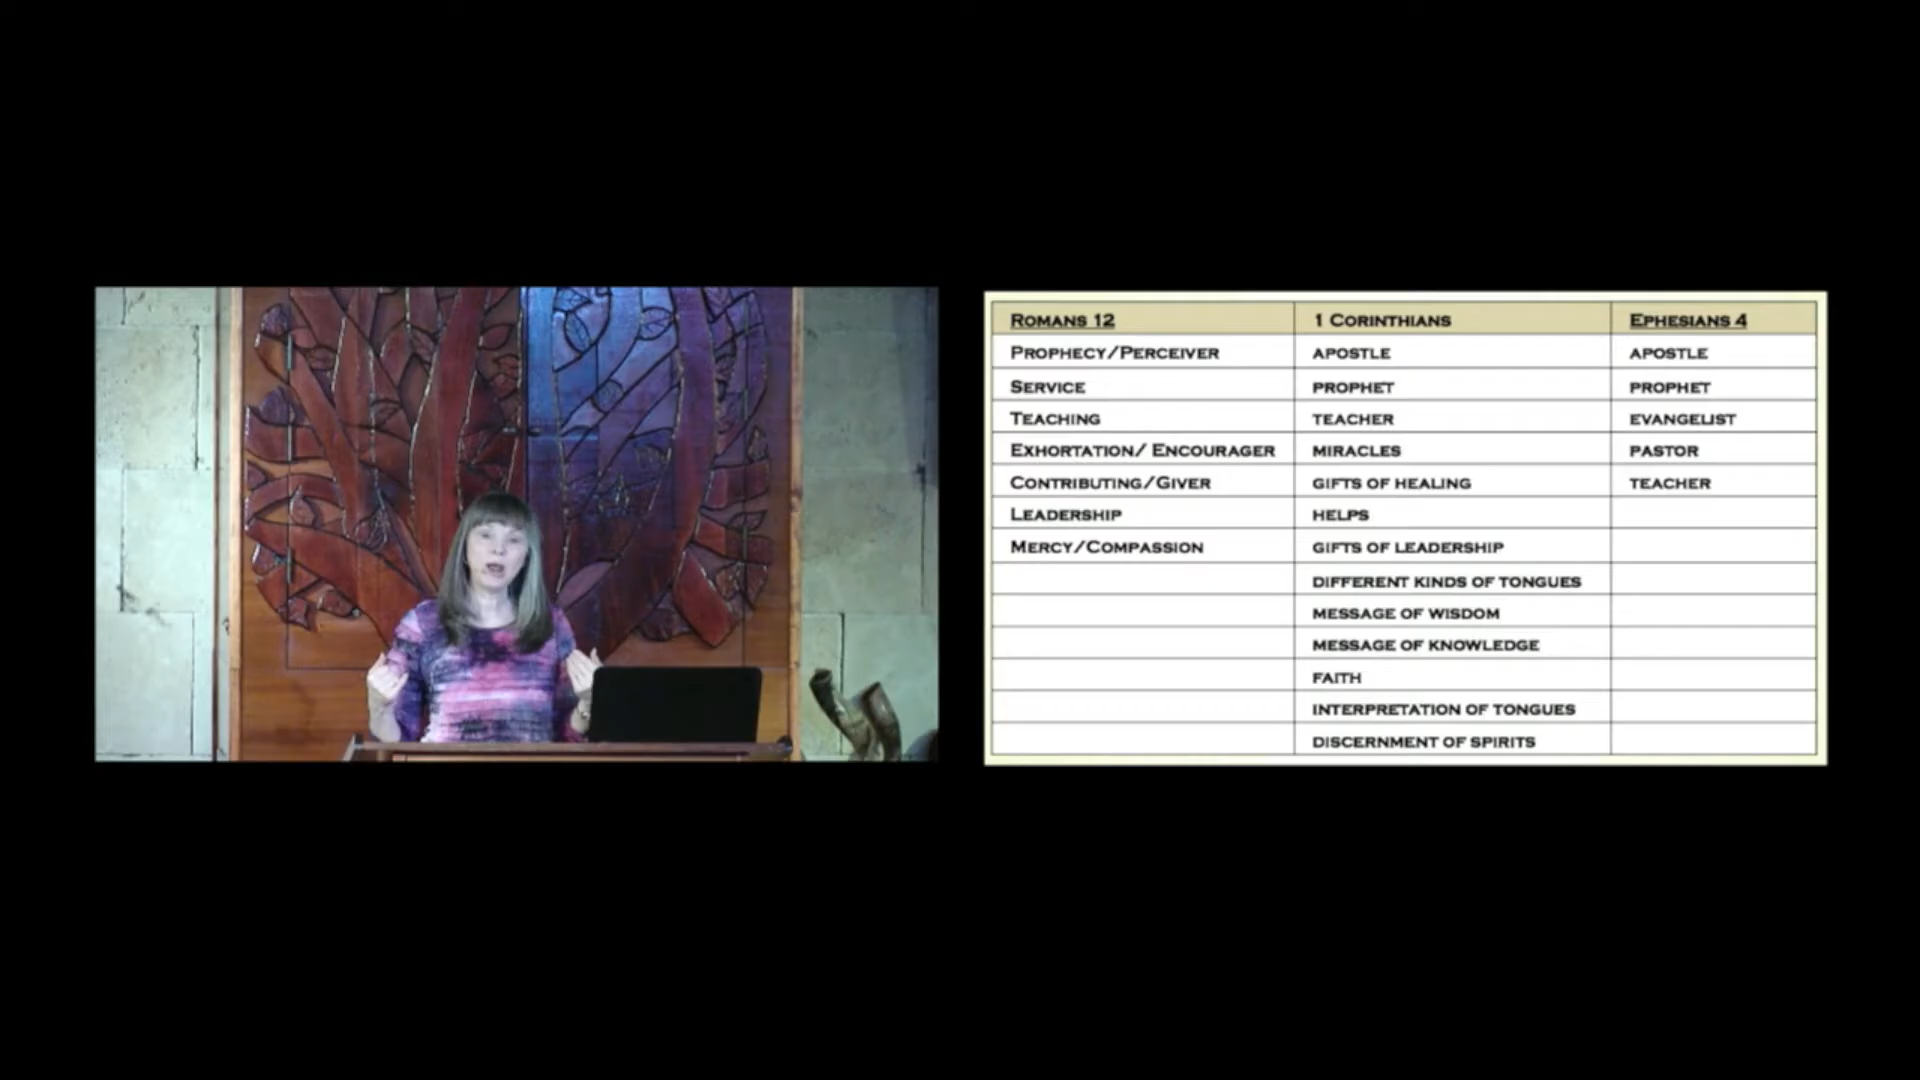 Romans 12 1 Corinthians Ephesians 4
Prophecy/Perceiver apostle apostle
Service prophet prophet
Teaching teacher evangelist
Exhortation/ Encourager miracles pastor
Contributing/Giver gifts of healing teacher
Leadership helps
Mercy/Compassion gifts of leadership
different kinds of tongues
message of wisdom
message of knowledge
faith
interpretation of tongues
discernment of spirits